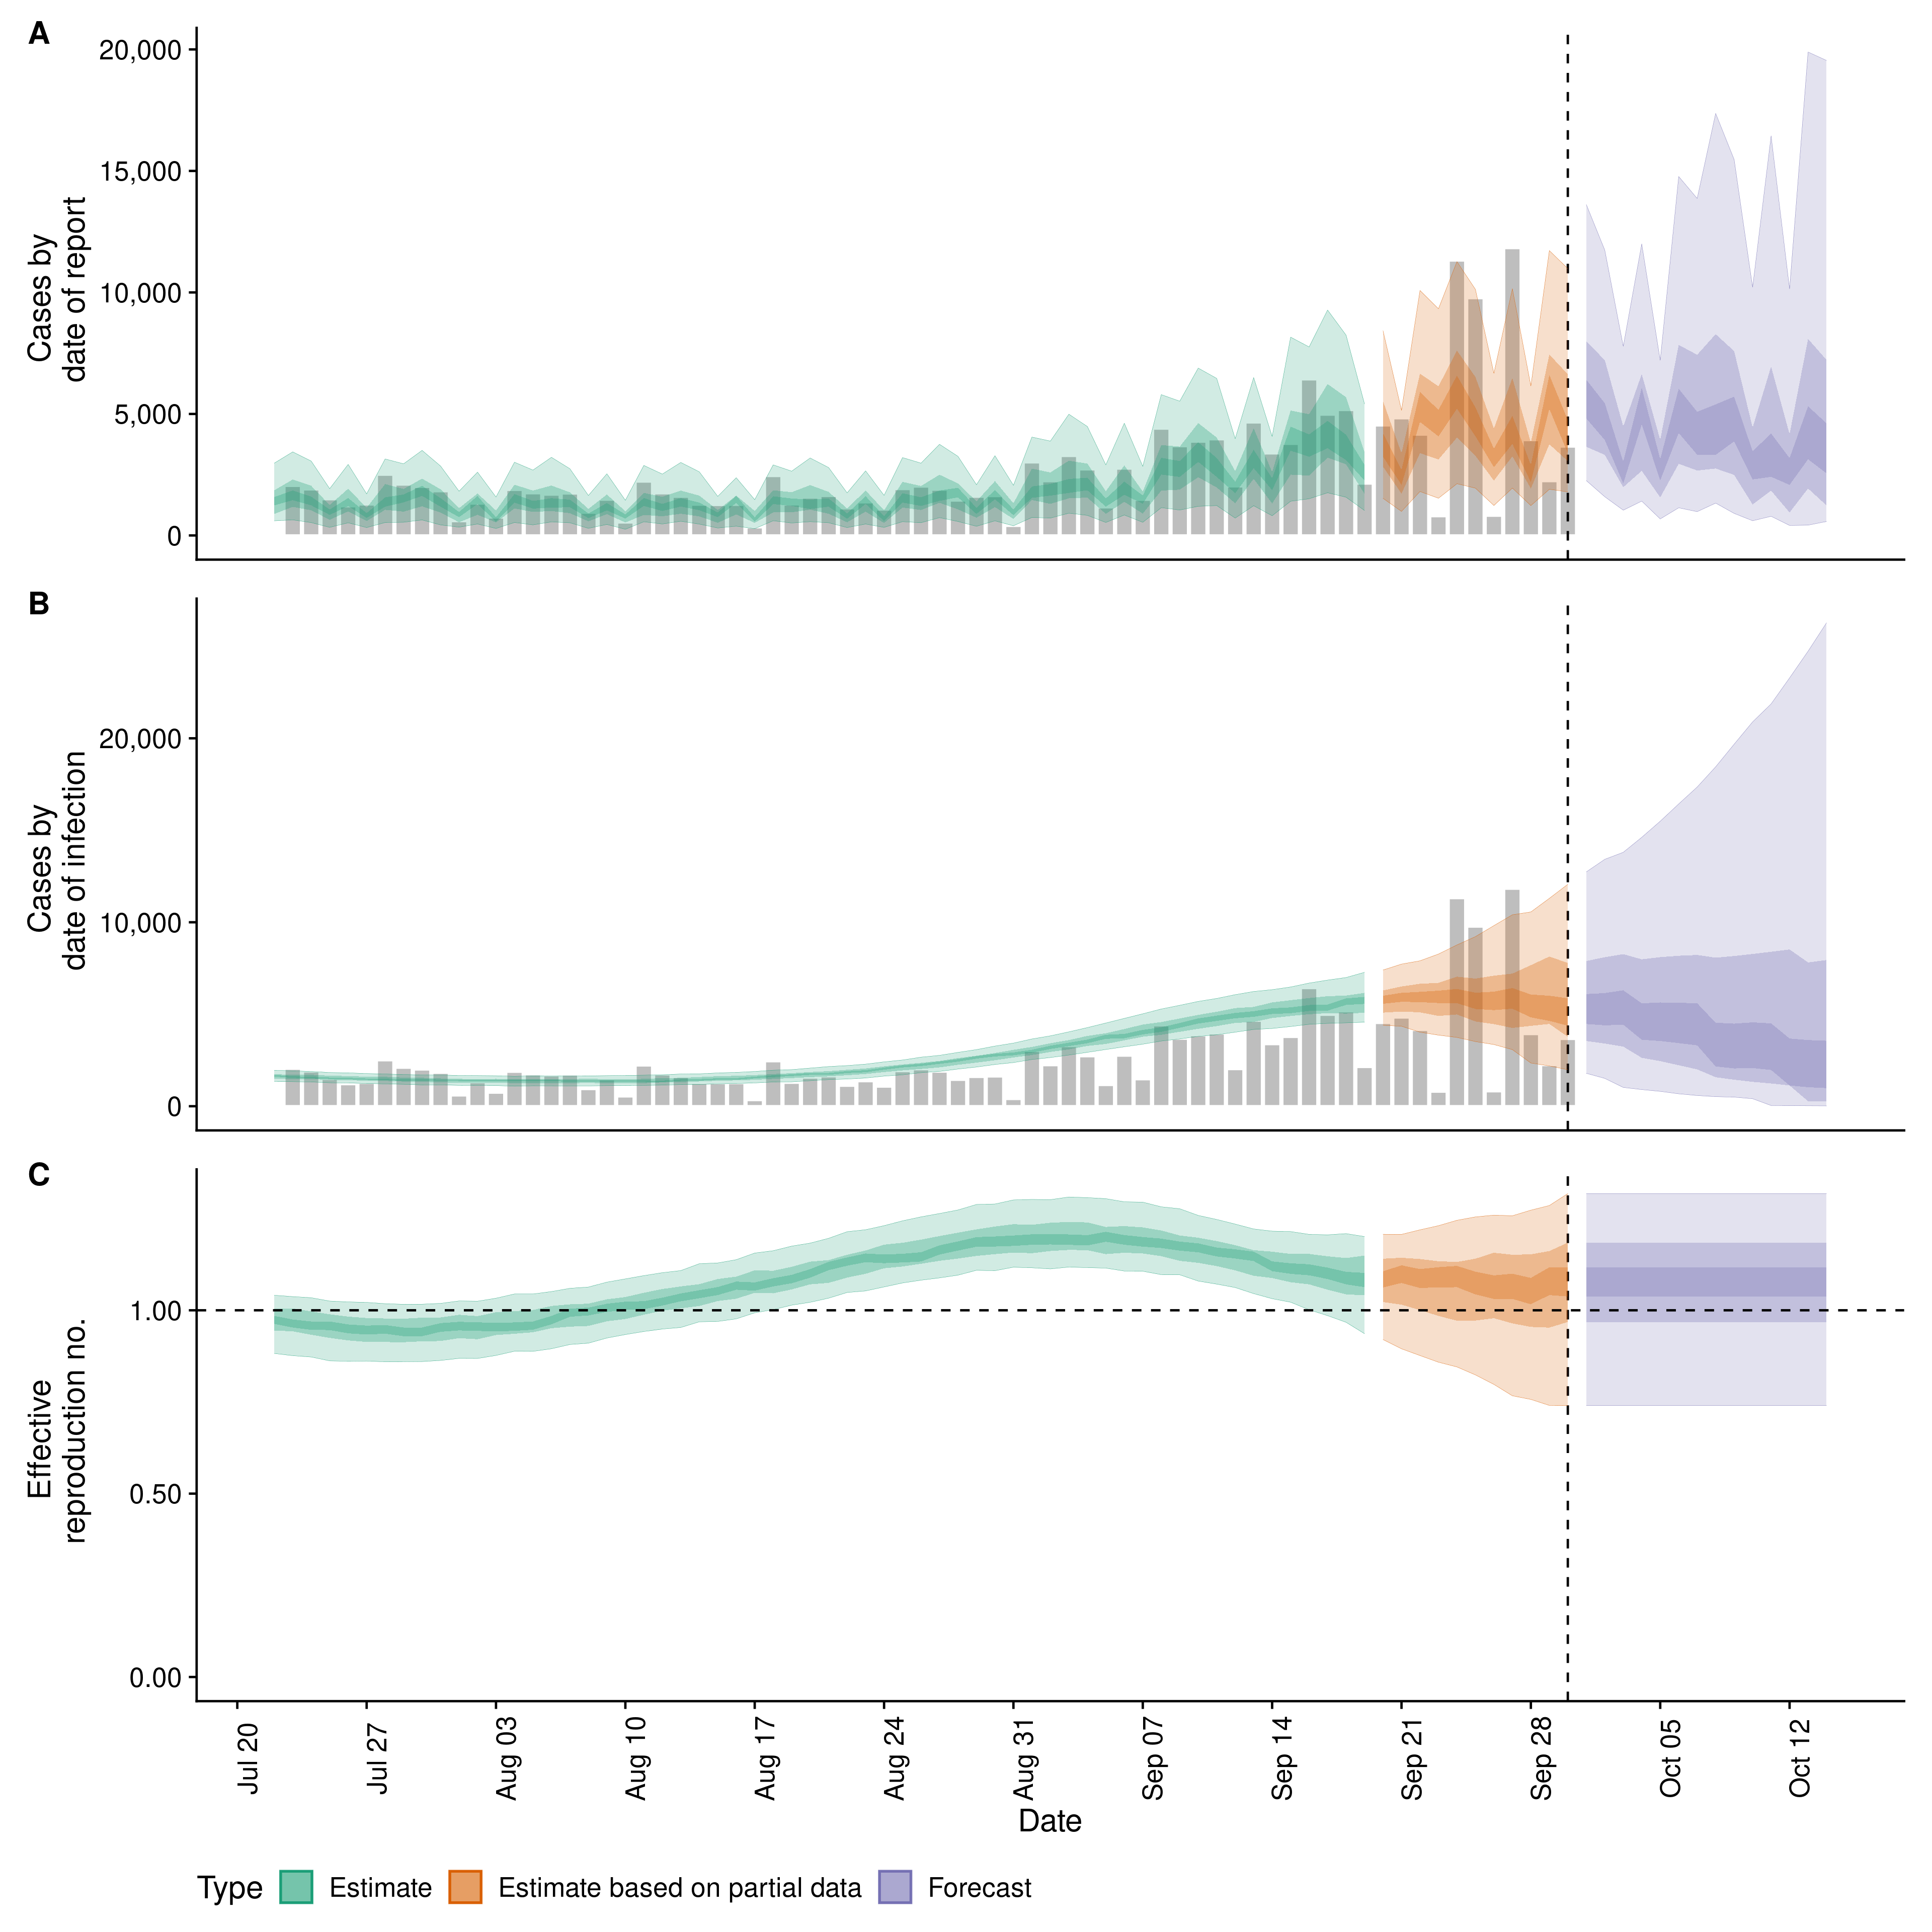 A
20,000
15,000
10,000
5,000
0
Cases by
date of report
B
20,000
10,000
0
Cases by
date of infection
C
1.00
0.50
0.00
Effective
reproduction no.
Jul 20
Jul 27
Aug 03
Aug 10
Aug 17
Aug 24
Aug 31
Sep 07
Sep 14
Sep 21
Sep 28
Oct 05
Oct 12
Date
Type Estimate Estimate based on partial data Forecast